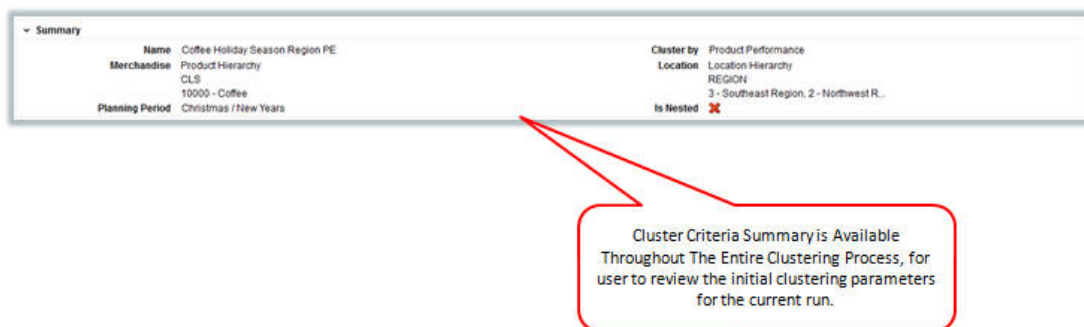 Summary
Name Coffee Holiday Season Region PE Cluster by Product Performance
Merchandise Product Hierarchy Location Location Hierarchy
CLS REGION
10000 - Coffee 3 - Southeast Region, 2 - Northwest R...
Planning Period Christmas / New Years Is Nested
Cluster Criteria Summary is Available
Throughout The Entire Clustering Process, for
user to review the initial clustering parameters
for the current run.